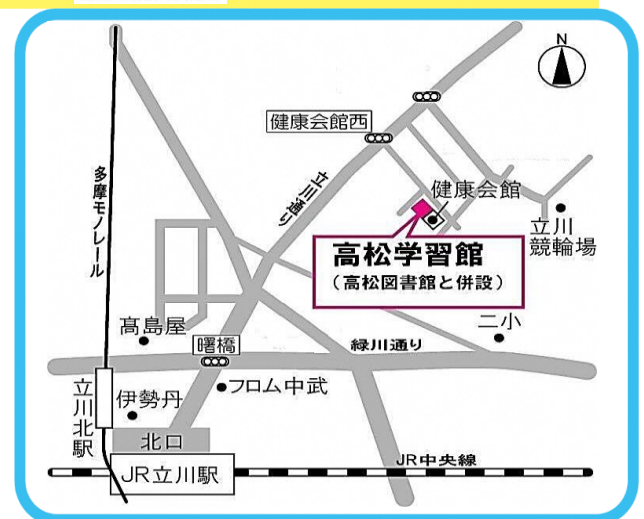 N
健康会館西
多摩モノレール
立川通り
健康会館
立川
競輪場
高松学習館
(高松図書館と併設)
二小
髙島屋
曙橋
緑川通り
フロム中武
立川北駅
伊勢丹
北口
JR立川駅
JR中央線